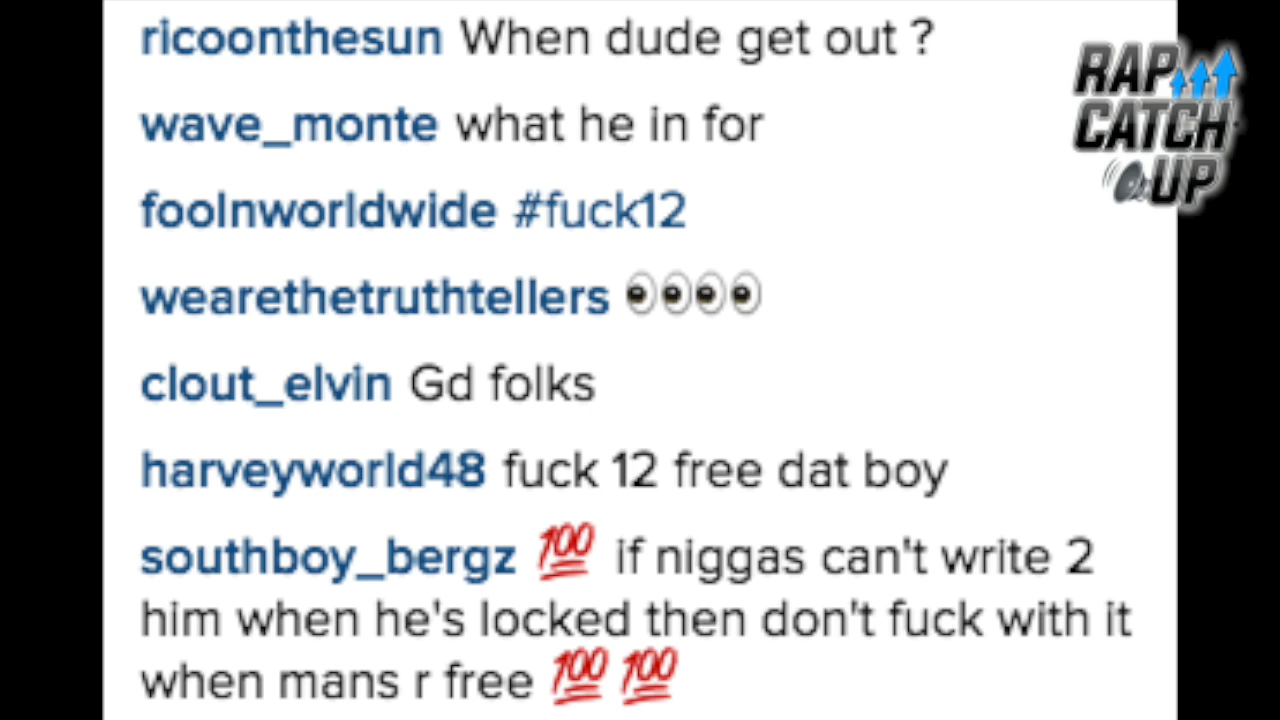 ricoonthesun When dude get out ?
wave_monte what he in for
foolnworldwide #fuck12
wearethetruthtellers 👀👀
clout_elvin Gd folks
harveyworld48 fuck 12 free dat boy
southboy_bergz 💯 if niggas can't write 2
him when he's locked then don't fuck with it
when mans r free 💯 💯
RAP
CATCH
UP